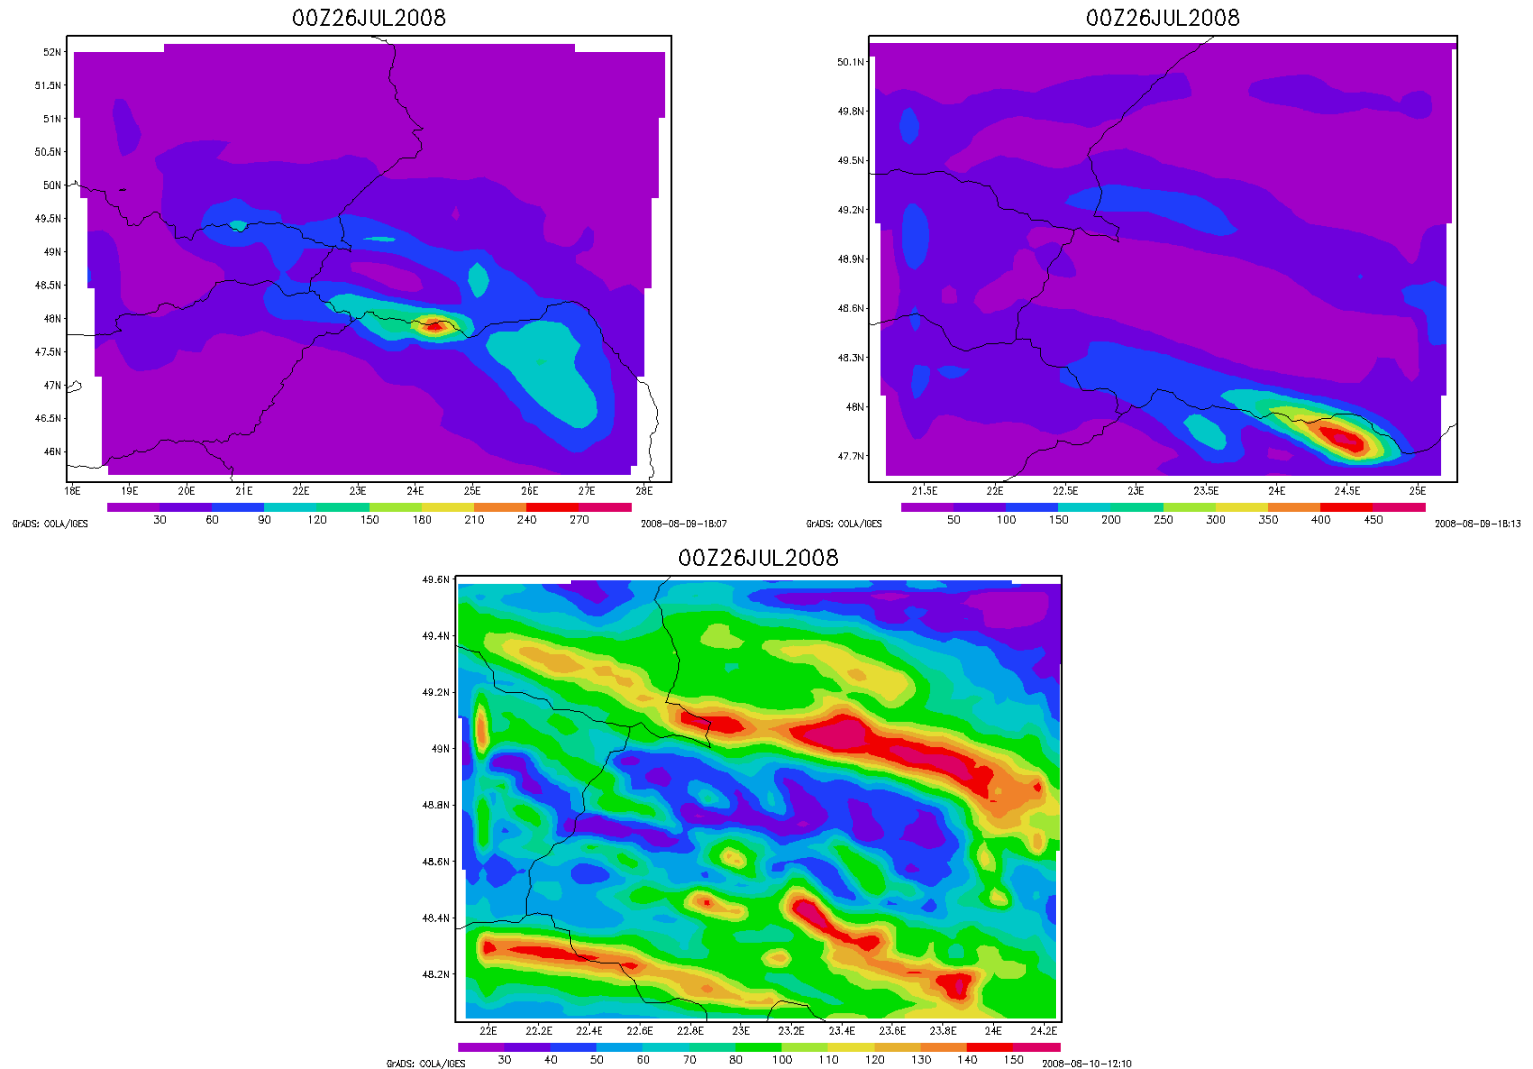 00Z26JUL2008
52N
51.5N
51N
50.5N
50N
49.5N
49N
48.5N
48N
47.5N
47N
46.5N
46N
18E 19E 20E 21E 22E 23E 24E 25E 26E 27E 28E
30 60 90 120 150 180 210 240 270
GrADS: COLA/IGES 2008-08-09-18:07
00Z26JUL2008
50.1N
49.8N
49.5N
49.2N
48.9N
48.6N
48.3N
48N
47.7N
21.5E 22E 22.5E 23E 23.5E 24E 24.5E 25E
50 100 150 200 250 300 350 400 450
GrADS: COLA/IGES 2008-08-09-18:13
00Z26JUL2008
49.6N
49.4N
49.2N
49N
48.8N
48.6N
48.4N
48.2N
22E 22.2E 22.4E 22.6E 22.8E 23E 23.2E 23.4E 23.6E 23.8E 24E 24.2E
30 40 50 60 70 80 100 110 120 130 140 150
GrADS: COLA/IGES 2008-08-10-12:10